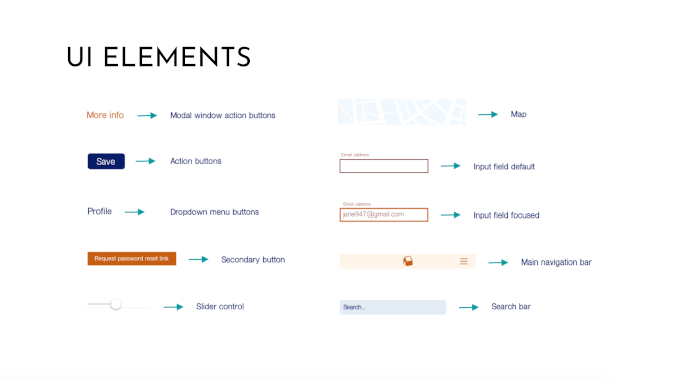 UI ELEMENTS
More info
Modal window action buttons
Save
Action buttons
Profile
Dropdown menu buttons
Request password reset link
Secondary button
Slider control
Map
Email address
Input field default
Email address
jane947@gmail.com
Input field focused
Main navigation bar
Search...
Search bar